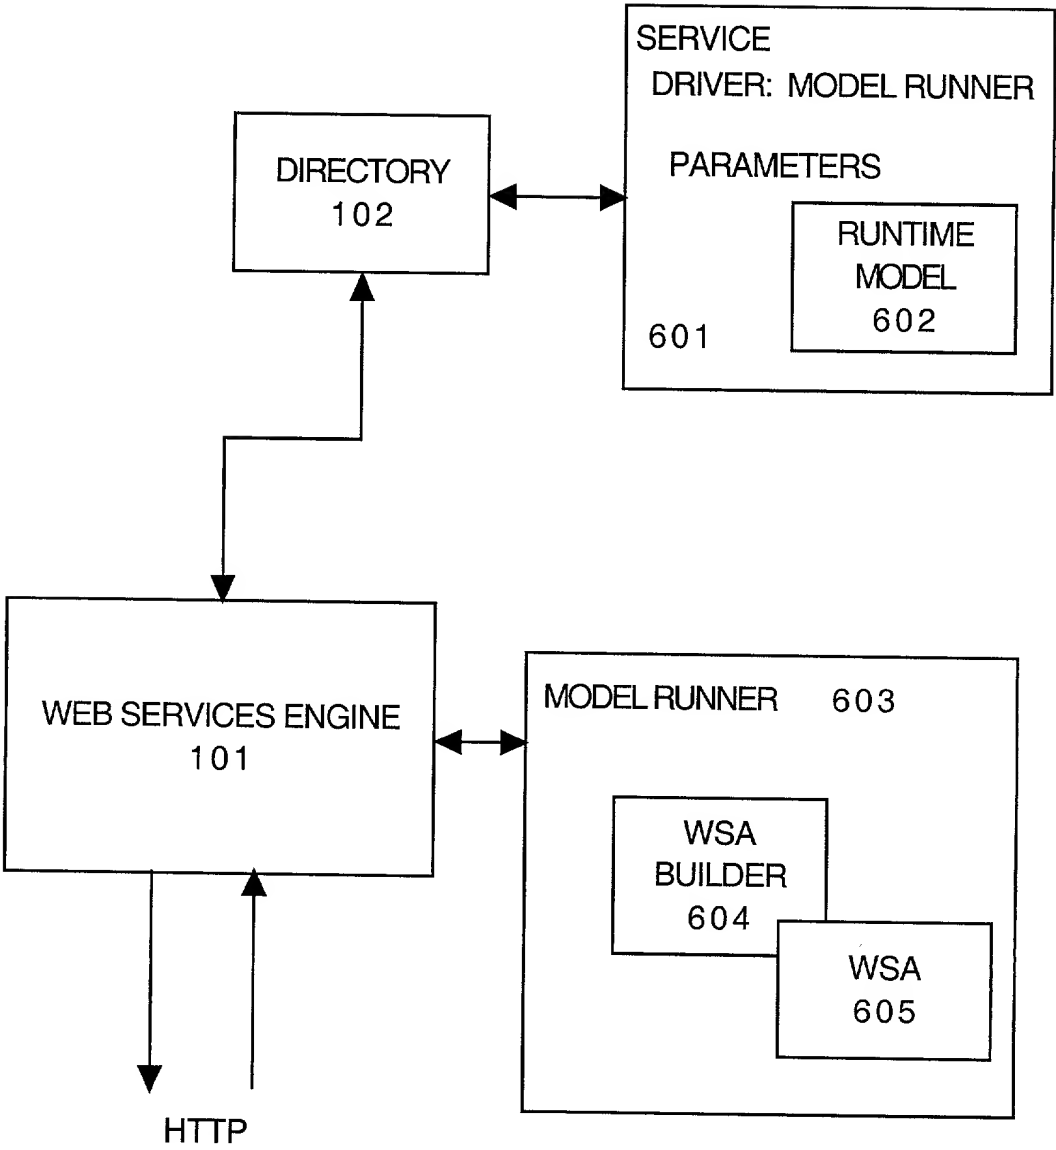 SERVICE
DRIVER: MODEL RUNNER
PARAMETERS
RUNTIME
MODEL
602
601
DIRECTORY
102
WEB SERVICES ENGINE
101
MODEL RUNNER 603
WSA
BUILDER
604
WSA
605
HTTP